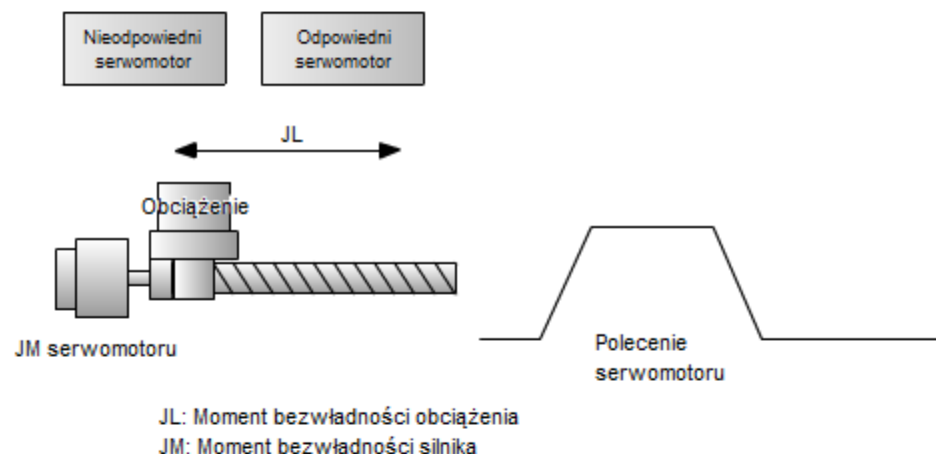 Nieodpowiedni
serwomotor
Odpowiedni
serwomotor
JL
Obciążenie
JM serwomotoru
Polecenie
serwomotoru
JL: Moment bezwładności obciążenia
JM: Moment bezwładności silnika